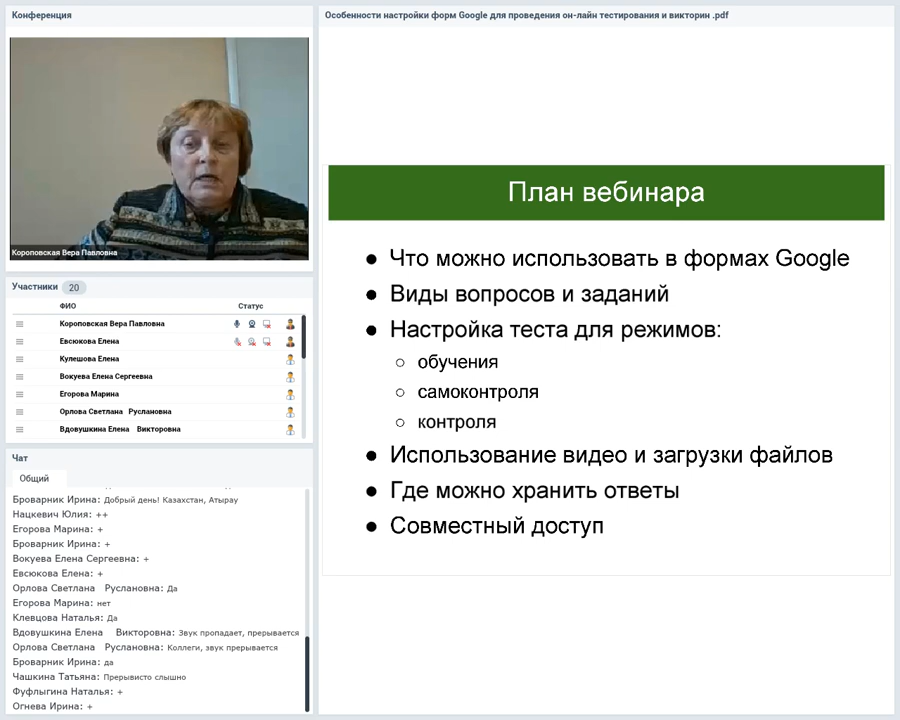 Конференция
Короповская Вера Павловна
Участники 20
ФИО Статус
Короповская Вера Павловна
Евсюкова Елена
Кулешова Елена
Вокуева Елена Сергеевна
Егорова Марина
Орлова Светлана Руслановна
Вдовушкина Елена Викторовна
Чат
Общий
Броварник Ирина: Добрый день! Казахстан, Атырау
Нацкевич Юлия: ++
Егорова Марина: +
Броварник Ирина: +
Вокуева Елена Сергеевна: +
Евсюкова Елена: +
Орлова Светлана Руслановна: Да
Егорова Марина: нет
Клевцова Наталья: Да
Вдовушкина Елена Викторовна: Звук пропадает, прерывается
Орлова Светлана Руслановна: Коллеги, звук прерывается
Броварник Ирина: да
Чашкина Татьяна: Прерывисто слышно
Фуфлыгина Наталья: +
Огнева Ирина: +
Особенности настройки форм Google для проведения он-лайн тестирования и викторин .pdf
План вебинара
● Что можно использовать в формах Google
● Виды вопросов и заданий
● Настройка теста для режимов:
○ обучения
○ самоконтроля
○ контроля
● Использование видео и загрузки файлов
● Где можно хранить ответы
● Совместный доступ